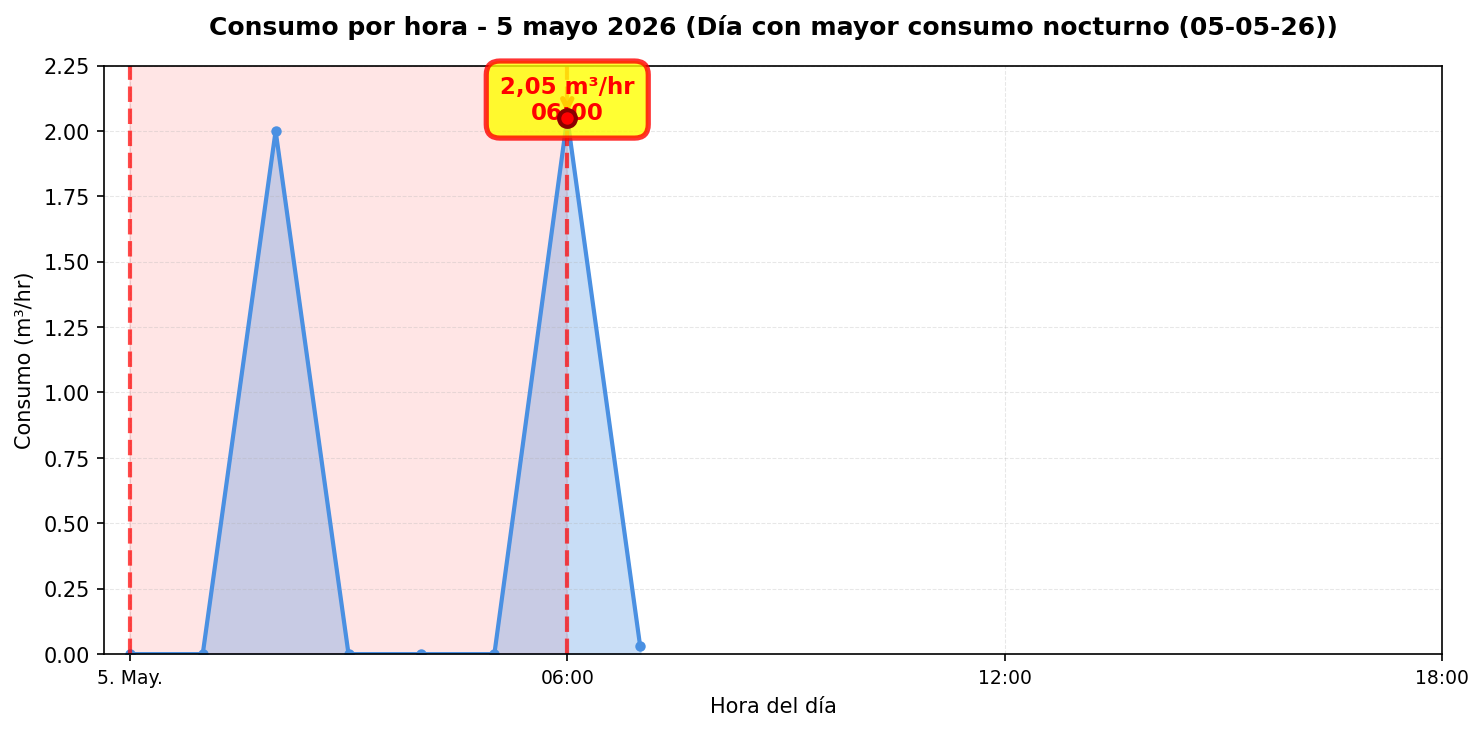 Consumo por hora - 5 mayo 2026 (Día con mayor consumo nocturno (05-05-26))
2,05 m³/hr
06:00
Consumo (m³/hr)
2.25
2.00
1.75
1.50
1.25
1.00
0.75
0.50
0.25
0.00
5. May.
06:00
12:00
18:00
Hora del día